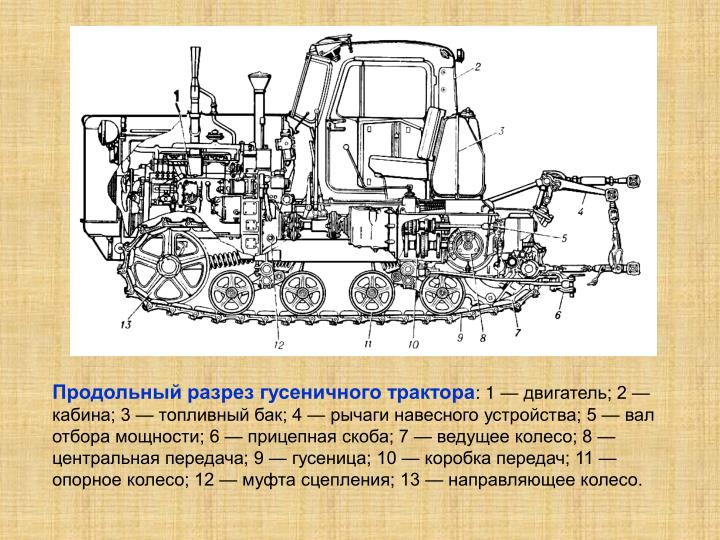 1
2
3
4
5
6
7
8
9
10
11
12
13
Продольный разрез гусеничного трактора: 1 — двигатель; 2 —
кабина; 3 — топливный бак; 4 — рычаги навесного устройства; 5 — вал
отбора мощности; 6 — прицепная скоба; 7 — ведущее колесо; 8 —
центральная передача; 9 — гусеница; 10 — коробка передач; 11 —
опорное колесо; 12 — муфта сцепления; 13 — направляющее колесо.